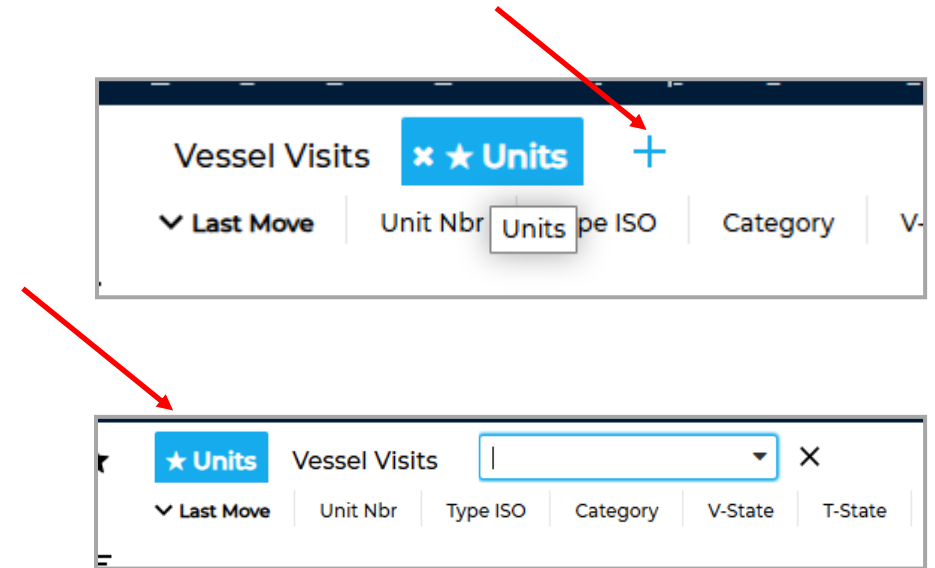 Vessel Visits ✖ ★ Units +
Last Move Unit Nbr Units pe ISO Category V-
★ Units Vessel Visits
Last Move Unit Nbr Type ISO Category V-State T-State